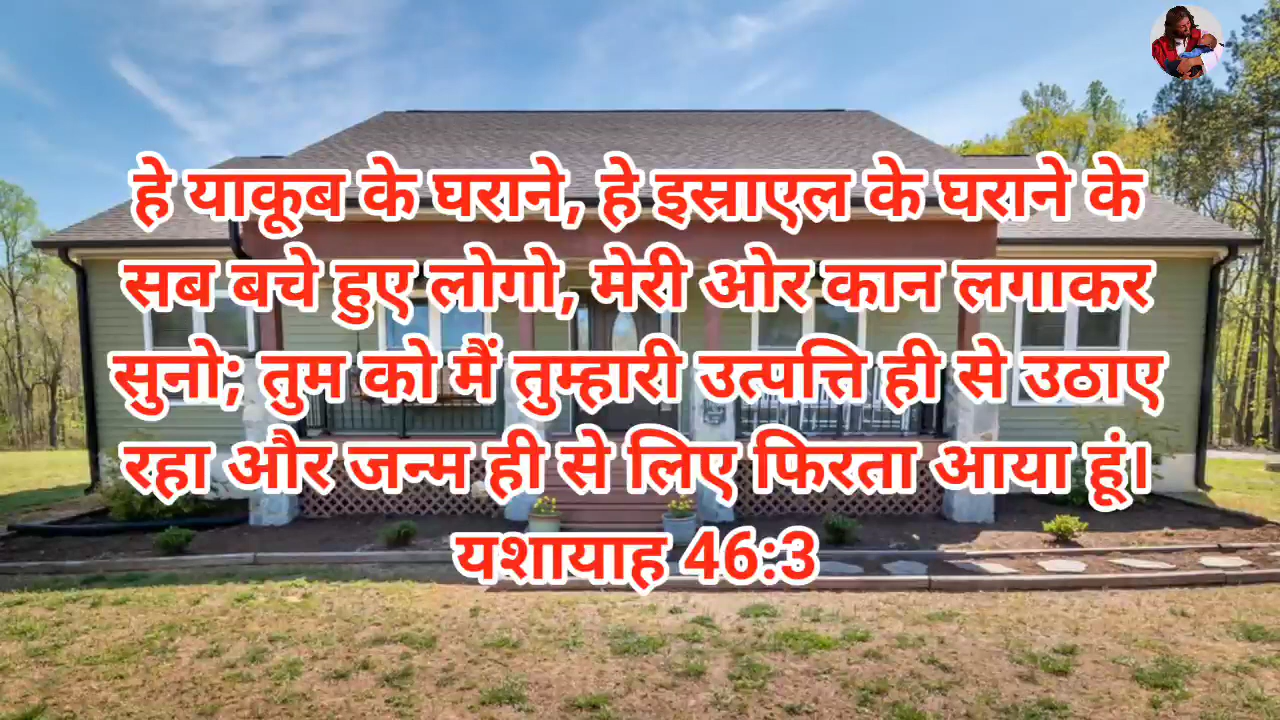 हे याकूब के घराने, हे इस्राएल के घराने के
सब बचे हुए लोगो, मेरी ओर कान लगाकर
सुनो; तुम को मैं तुम्हारी उत्पत्ति ही से उठाए
रहा और जन्म ही से लिए फिरता आया हूं।
यशायाह 46:3